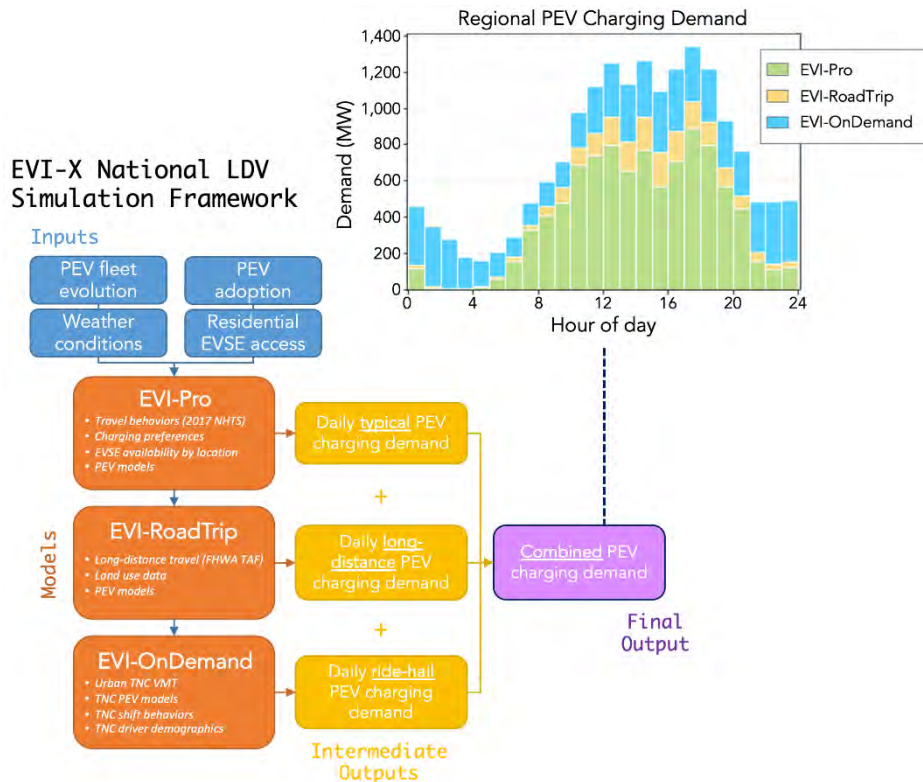 Regional PEV Charging Demand
1,400
1,200
1,000
800
600
400
200
0
Demand (MW)
0
4
8
12
16
20
24
Hour of day
EVI-Pro
EVI-RoadTrip
EVI-OnDemand
EVI-X National LDV
Simulation Framework
Inputs
PEV fleet
evolution
PEV
adoption
Weather
conditions
Residential
EVSE access
Models
EVI-Pro
• Travel behaviors (2017 NHTS)
• Charging preferences
• EVSE availability by location
• PEV models
Daily typical PEV
charging demand
+
EVI-RoadTrip
• Long-distance travel (FHWA TAF)
• Land use data
• PEV models
Daily long-
distance PEV
charging demand
+
EVI-OnDemand
• Urban TNC VMT
• TNC PEV models
• TNC shift behaviors
• TNC driver demographics
Daily ride-hail
PEV charging
demand
Intermediate
Outputs
Combined PEV
charging demand
Final
Output